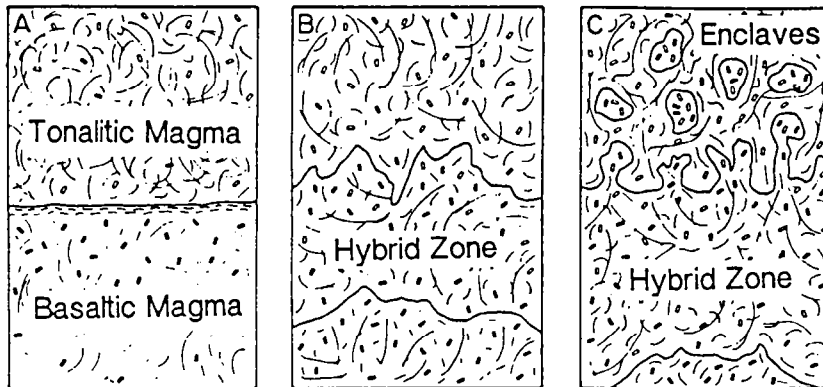 A
Tonalitic Magma
Basaltic Magma
B
Hybrid Zone
C
Enclaves
Hybrid Zone